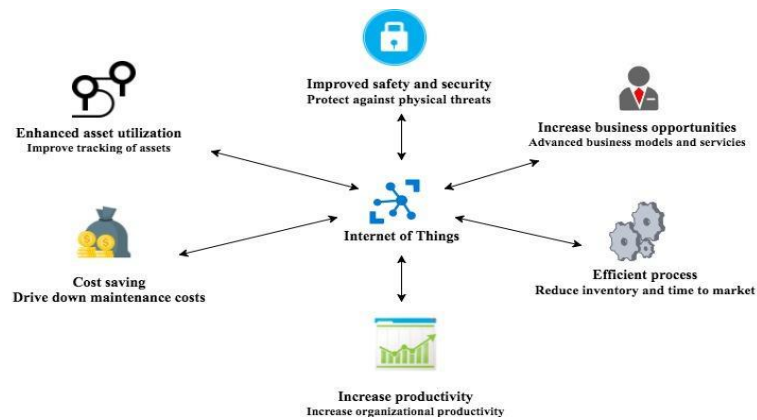 Improved safety and security
Protect against physical threats
Enhanced asset utilization
Improve tracking of assets
Increase business opportunities
Advanced business models and servicies
Internet of Things
Cost saving
Drive down maintenance costs
Efficient process
Reduce inventory and time to market
Increase productivity
Increase organizational productivity